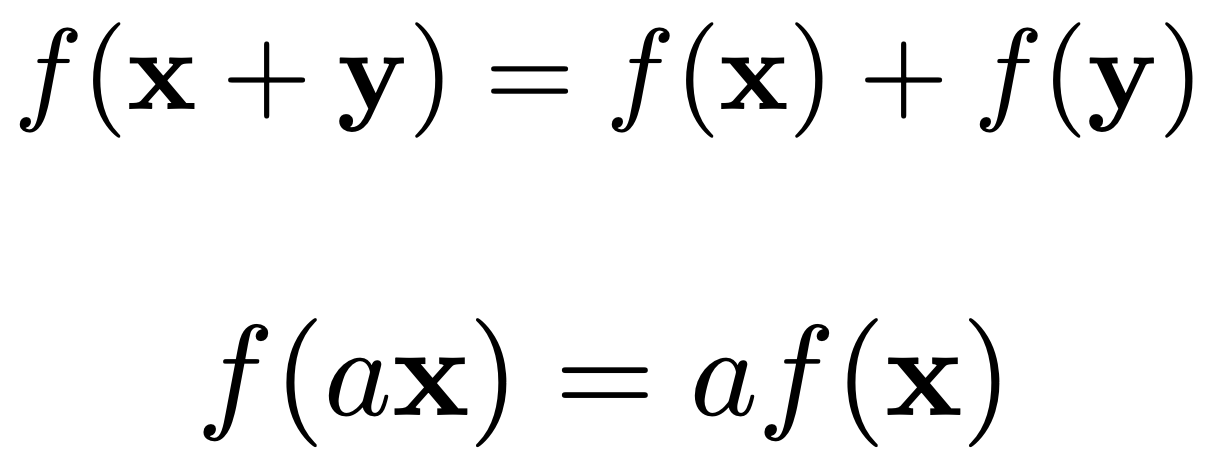 f(𝐱 + 𝐲) = f(𝐱) + f(𝐲)
f(a𝐱) = af(𝐱)